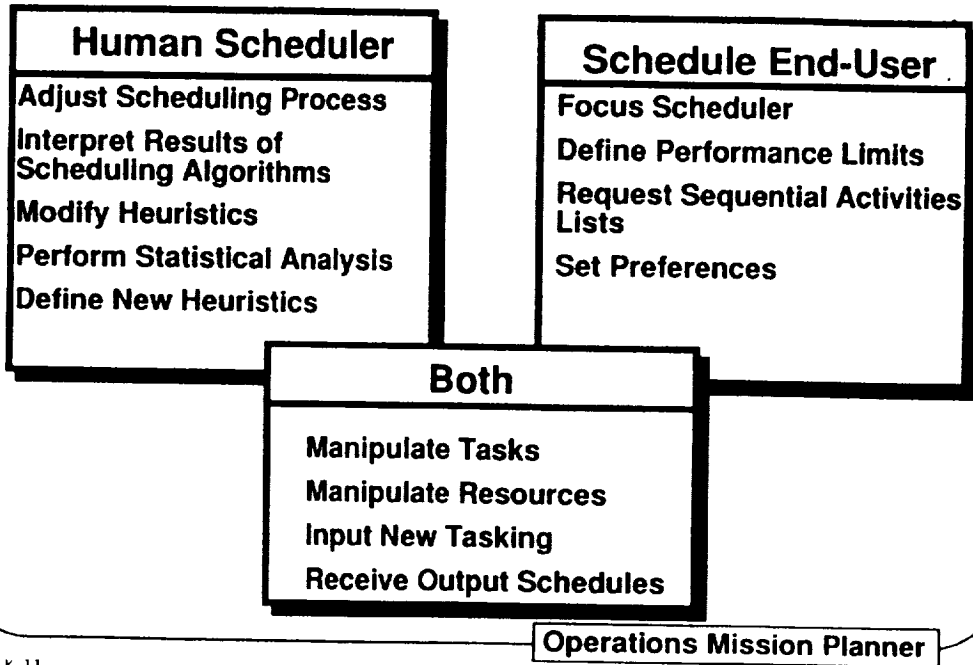 Human Scheduler
Adjust Scheduling Process
Interpret Results of
Scheduling Algorithms
Modify Heuristics
Perform Statistical Analysis
Define New Heuristics
Schedule End-User
Focus Scheduler
Define Performance Limits
Request Sequential Activities
Lists
Set Preferences
Both
Manipulate Tasks
Manipulate Resources
Input New Tasking
Receive Output Schedules
Operations Mission Planner